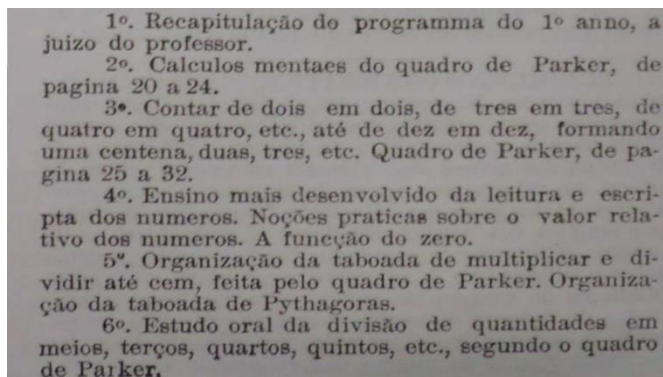 1º. Recapitulação do programma do 1º anno, a
juizo do professor.
2º. Calculos mentaes do quadro de Parker, de
pagina 20 a 24.
3º. Contar de dois em dois, de tres em tres, de
quatro em quatro, etc., até de dez em dez, formando
uma centena, duas, tres, etc. Quadro de Parker, de pa-
gina 25 a 32.
4º. Ensino mais desenvolvido da leitura e escri-
pta dos numeros. Noções praticas sobre o valor rela-
tivo dos numeros. A funcção do zero.
5º. Organização da taboada de multiplicar e di-
vidir até cem, feita pelo quadro de Parker. Organiza-
ção da taboada de Pythagoras.
6º. Estudo oral da divisão de quantidades em
meios, terços, quartos, quintos, etc., segundo o quadro
de Parker.